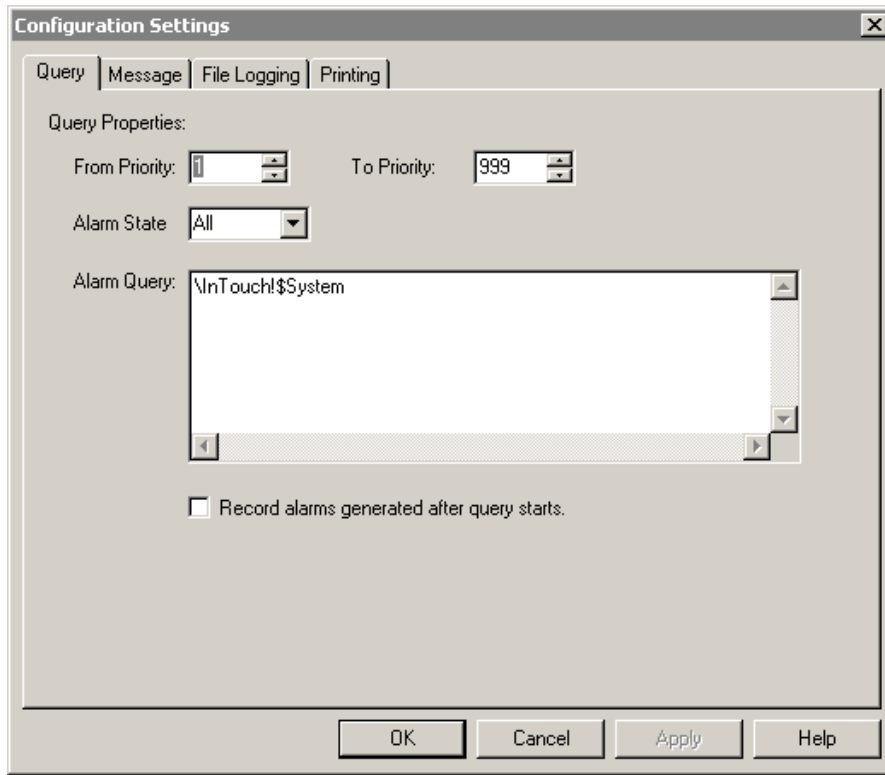 Configuration Settings
Query Message File Logging Printing
Query Properties:
From Priority: 1 To Priority: 999
Alarm State All
Alarm Query: \InTouch!$System
Record alarms generated after query starts.
OK Cancel Apply Help